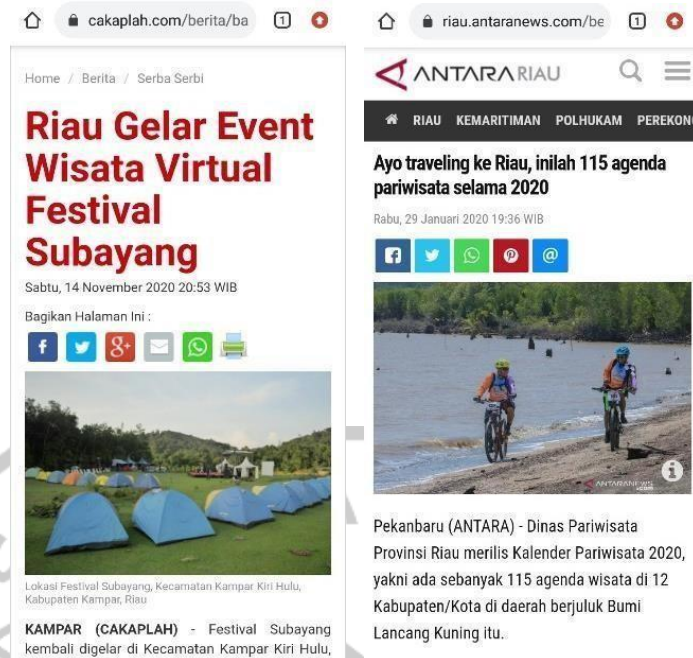 cakaplah.com/berita/ba
1
Home / Berita / Serba Serbi
Riau Gelar Event
Wisata Virtual
Festival
Subayang
Sabtu, 14 November 2020 20:53 WIB
Bagikan Halaman Ini :
Lokasi Festival Subayang, Kecamatan Kampar Kiri Hulu,
Kabupaten Kampar, Riau
KAMPAR (CAKAPLAH) - Festival Subayang
kembali digelar di Kecamatan Kampar Kiri Hulu,
riau.antaranews.com/be
1
ANTARA RIAU
RIAU KEMARITIMAN POLHUKAM PEREKON
Ayo traveling ke Riau, inilah 115 agenda
pariwisata selama 2020
Rabu, 29 Januari 2020 19:36 WIB
ANTARANEWS
.com
Pekanbaru (ANTARA) - Dinas Pariwisata
Provinsi Riau merilis Kalender Pariwisata 2020,
yakni ada sebanyak 115 agenda wisata di 12
Kabupaten/Kota di daerah berjuluk Bumi
Lancang Kuning itu.